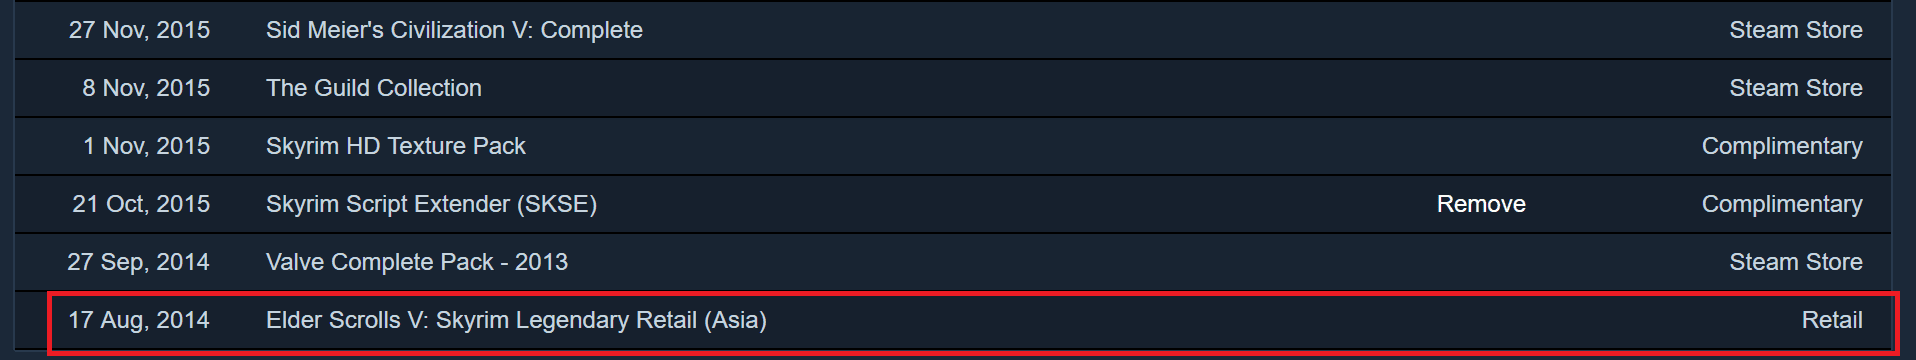 27 Nov, 2015 Sid Meier's Civilization V: Complete Steam Store
8 Nov, 2015 The Guild Collection Steam Store
1 Nov, 2015 Skyrim HD Texture Pack Complimentary
21 Oct, 2015 Skyrim Script Extender (SKSE) Remove Complimentary
27 Sep, 2014 Valve Complete Pack - 2013 Steam Store
17 Aug, 2014 Elder Scrolls V: Skyrim Legendary Retail (Asia) Retail